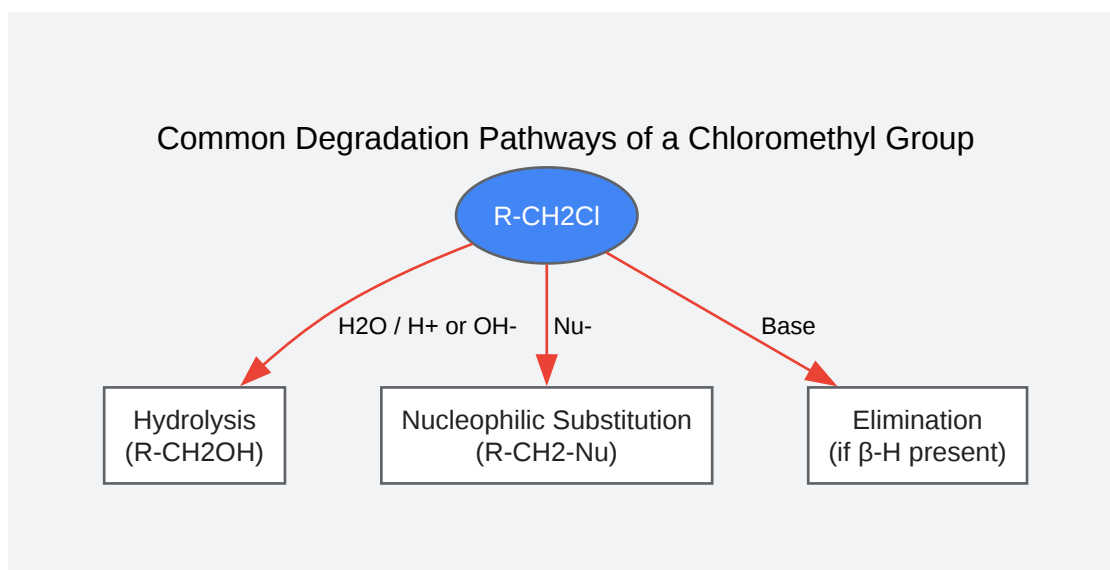 Common Degradation Pathways of a Chloromethyl Group
R-CH2Cl
H2O / H+ or OH-
Nu-
Base
Hydrolysis
(R-CH2OH)
Nucleophilic Substitution
(R-CH2-Nu)
Elimination
(if β-H present)